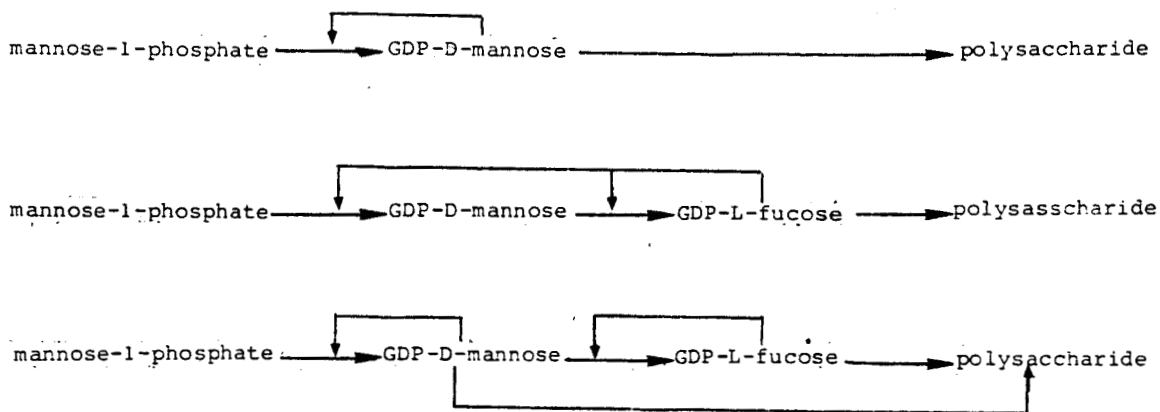 mannose-1-phosphate GDP-D-mannose polysaccharide
mannose-1-phosphate GDP-D-mannose GDP-L-fucose polysasscharide
mannose-1-phosphate GDP-D-mannose GDP-L-fucose polysaccharide